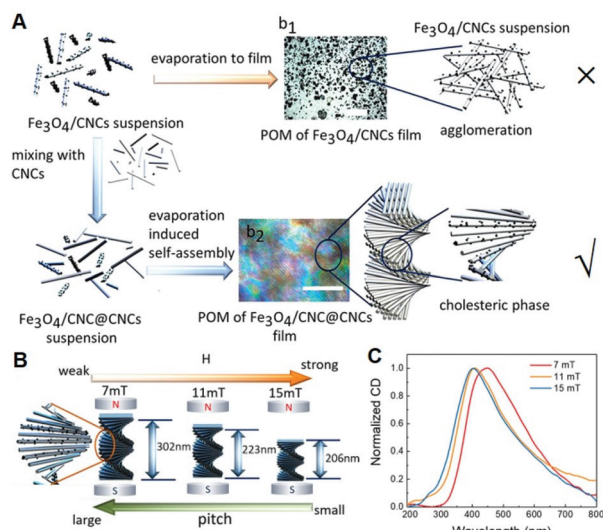 A
b1
Fe3O4/CNCs suspension
evaporation to film
Fe3O4/CNCs suspension
POM of Fe3O4/CNCs film
agglomeration
mixing with
CNCs
evaporation
induced
self-assembly
b2
cholesteric phase
Fe3O4/CNC@CNCs
suspension
POM of Fe3O4/CNC@CNCs
film
B
H
weak
strong
7mT
11mT
15mT
N
N
N
302nm
223nm
206nm
S
S
S
large
pitch
small
C
Normalized CD
1.0
0.8
0.6
0.4
0.2
0.0
7 mT
11 mT
15 mT
200
300
400
500
600
700
800
Wavelength (nm)